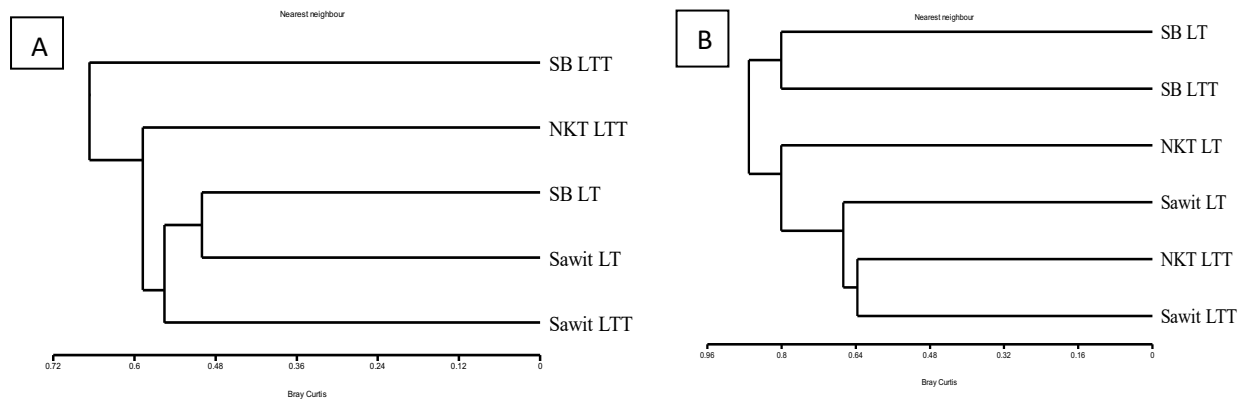 A
Nearest neighbour
SB LTT
NKT LTT
SB LT
Sawit LT
Sawit LTT
0.72 0.6 0.48 0.36 0.24 0.12 0
Bray Curtis
B
Nearest neighbour
SB LT
SB LTT
NKT LT
Sawit LT
NKT LTT
Sawit LTT
0.96 0.8 0.64 0.48 0.32 0.16 0
Bray Curtis